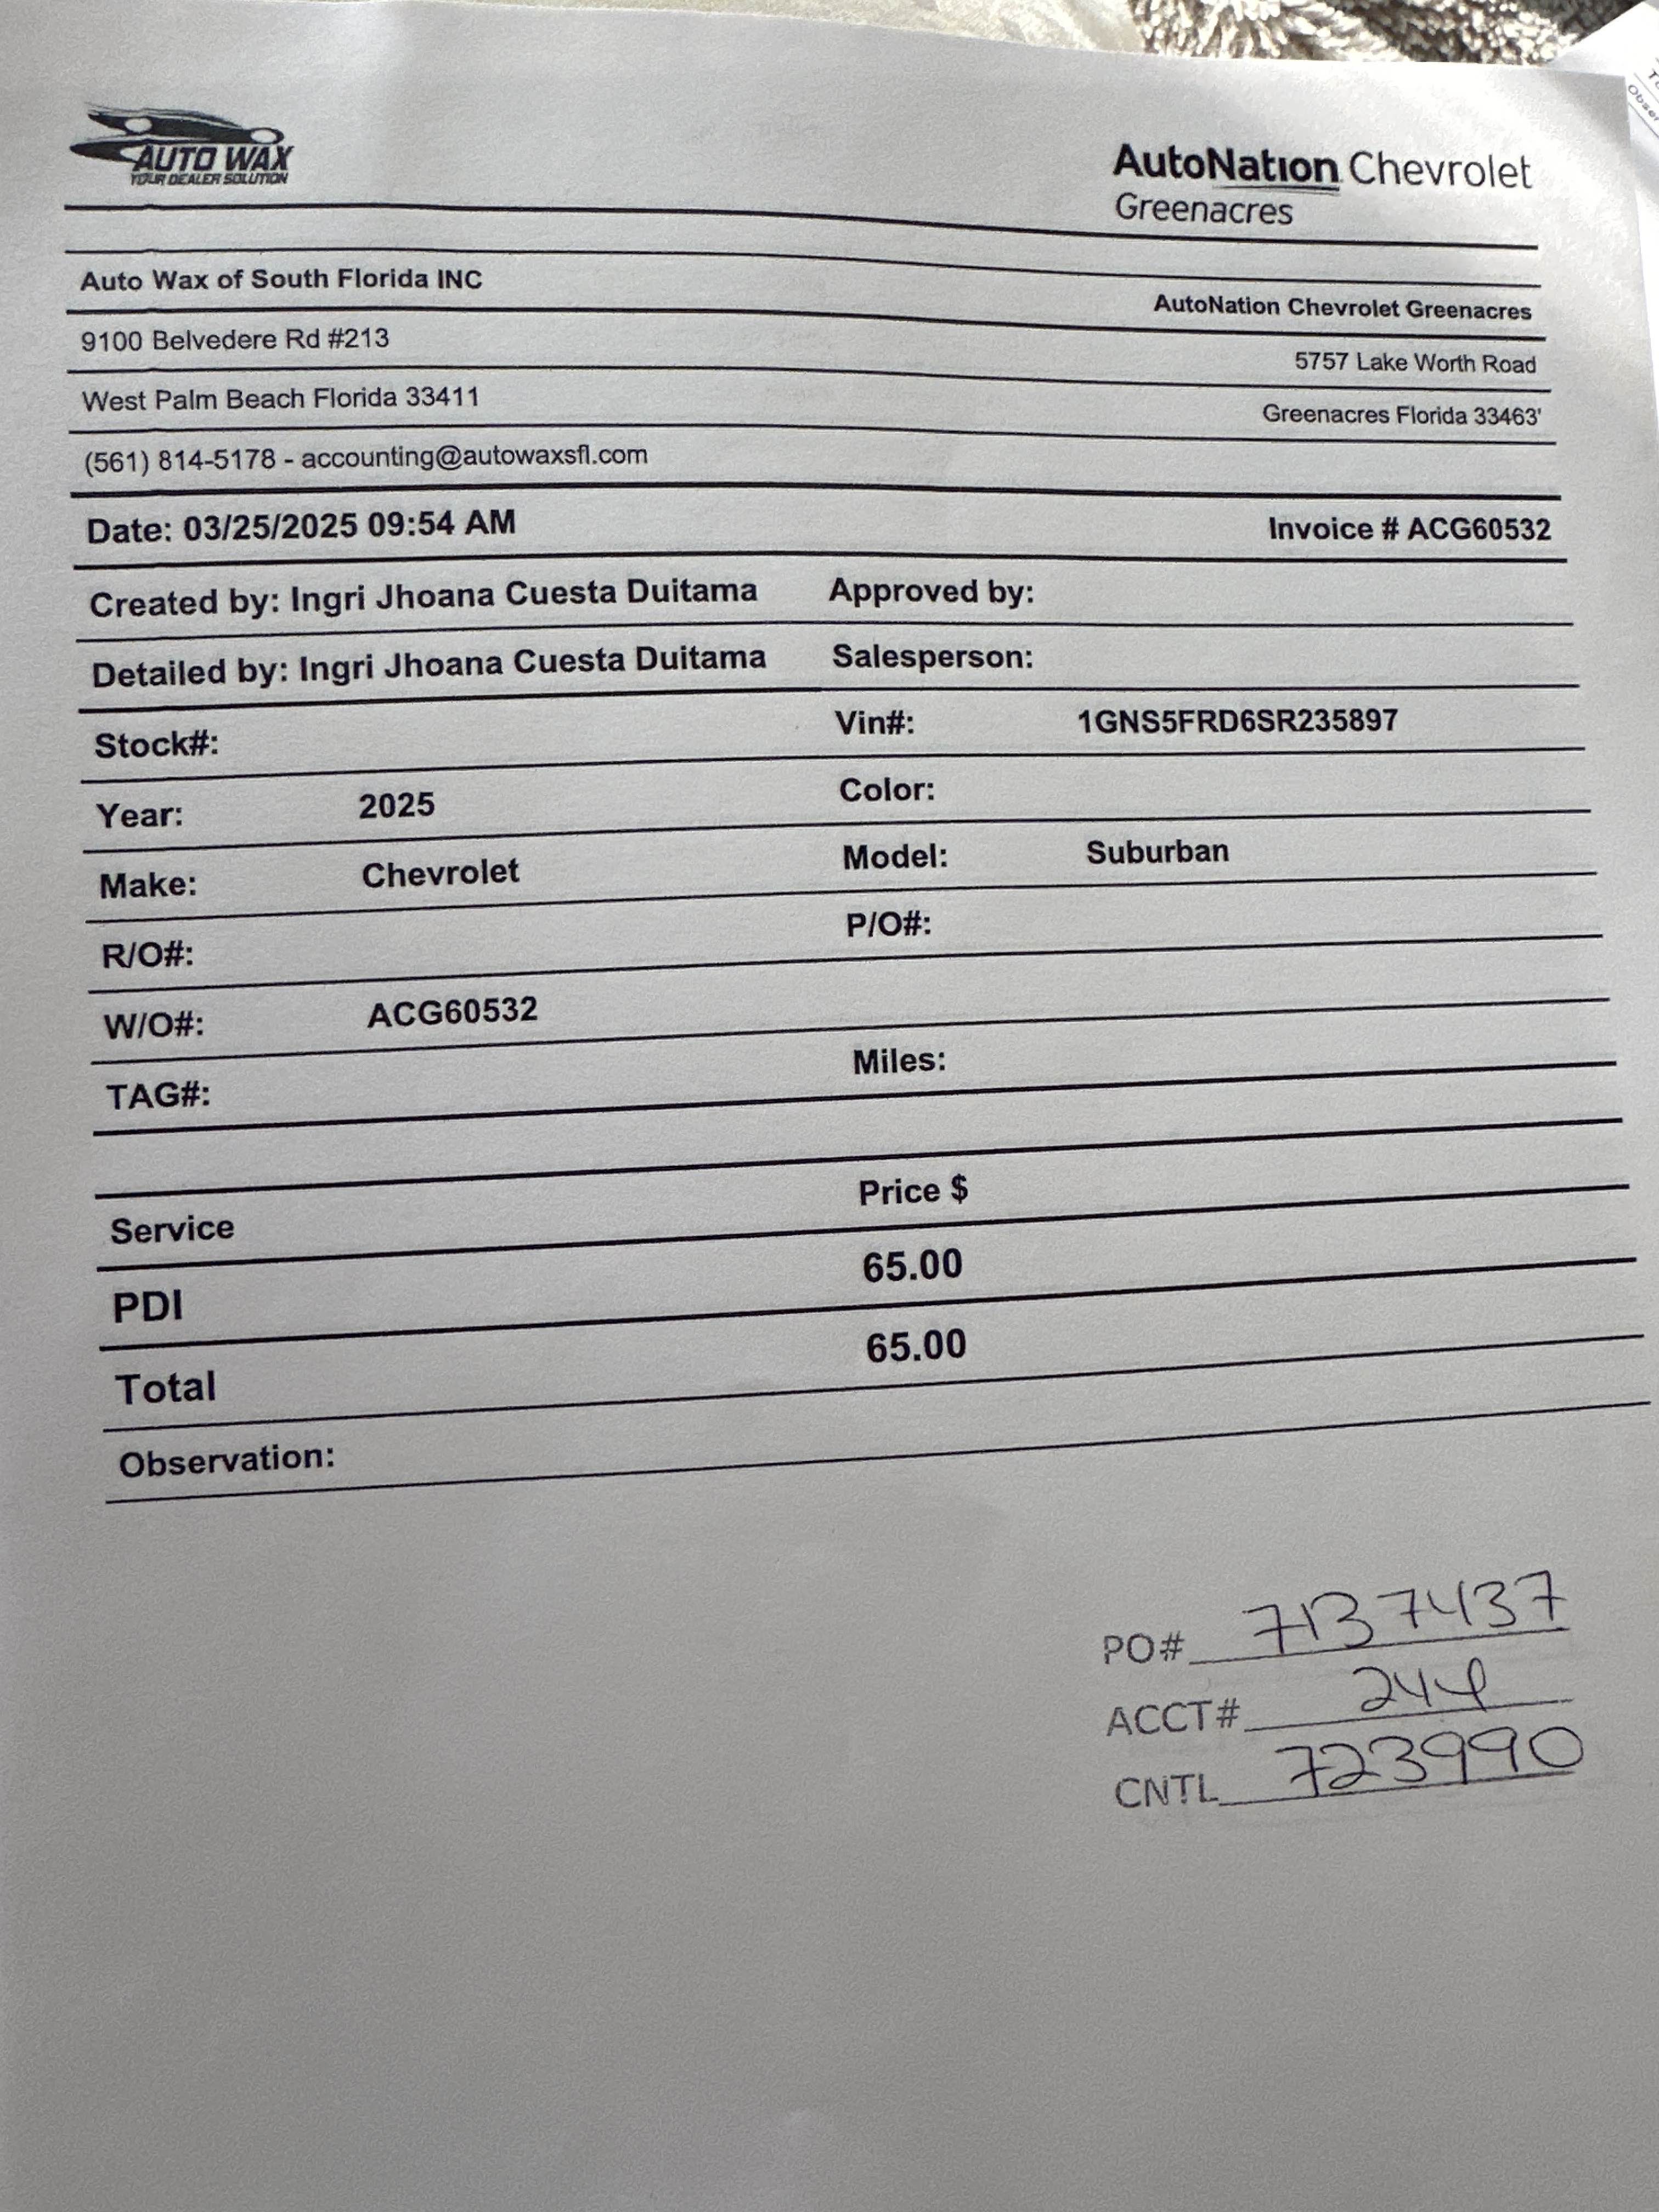 AUTO WAX
YOUR DEALER SOLUTION
AutoNation Chevrolet
Greenacres
Auto Wax of South Florida INC
AutoNation Chevrolet Greenacres
9100 Belvedere Rd #213
5757 Lake Worth Road
West Palm Beach Florida 33411
Greenacres Florida 33463'
(561) 814-5178 - accounting@autowaxsfl.com
Date: 03/25/2025 09:54 AM Invoice # ACG60532
Created by: Ingri Jhoana Cuesta Duitama Approved by:
Detailed by: Ingri Jhoana Cuesta Duitama Salesperson:
Stock#: Vin#: 1GNS5FRD6SR235897
Year: 2025 Color:
Make: Chevrolet Model: Suburban
R/O#: P/O#:
W/O#: ACG60532
TAG#: Miles:
Service Price $
PDI 65.00
Total 65.00
Observation:
PO# 7137437
ACCT# 244
CNTL 723990